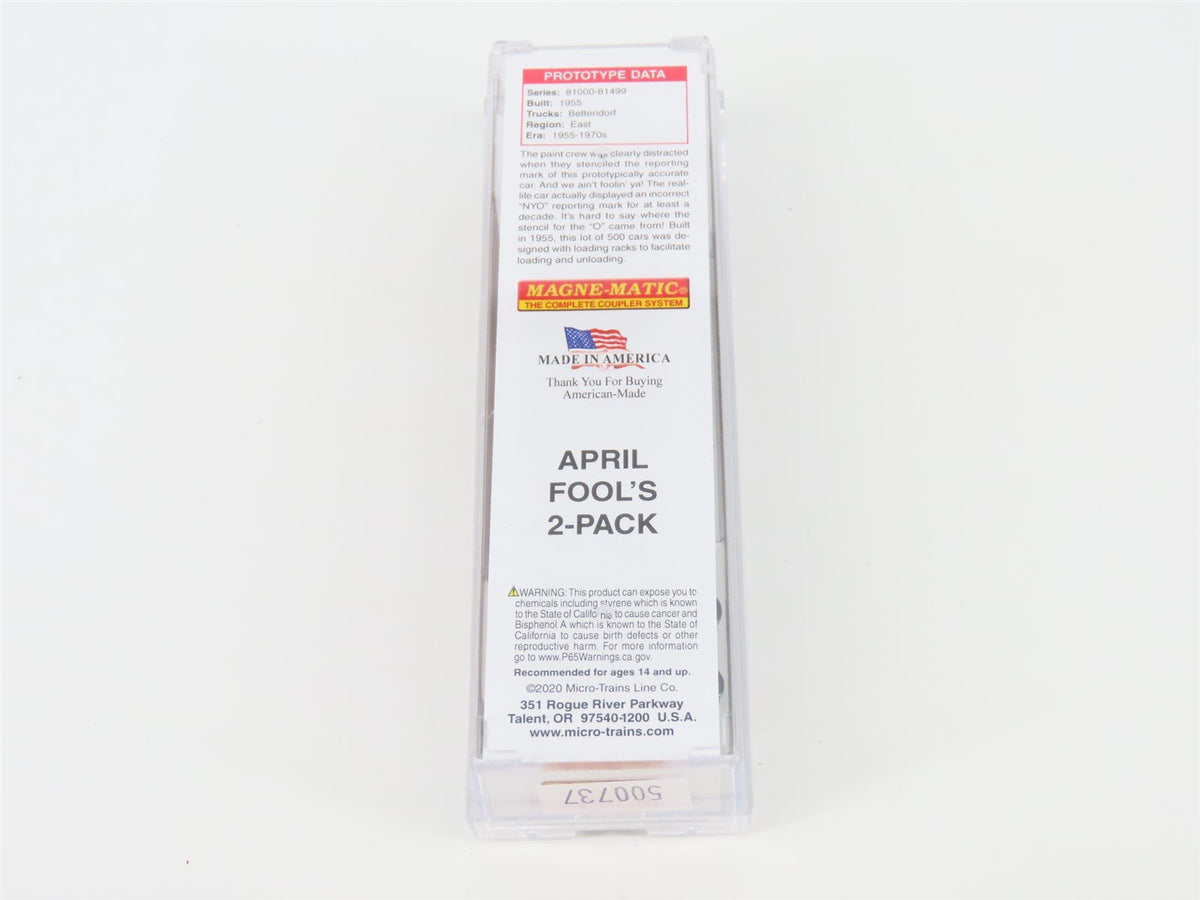 PROTOTYPE DATA
Series: 81000-81499
Built: 1955
Trucks: Bettendorf
Region: East
Era: 1955-1970s
The paint crew was clearly distracted
when they stenciled the reporting
mark of this prototypically accurate
car. And we ain't foolin' ya! The real-
life car actually displayed an incorrect
"NYO" reporting mark for at least a
decade. It's hard to say where the
stencil for the "O" came from! Built
in 1955, this lot of 500 cars was de-
signed with loading racks to facilitate
loading and unloading.
MAGNE-MATIC®
THE COMPLETE COUPLER SYSTEM
MADE IN AMERICA
Thank You For Buying
American-Made
APRIL
FOOL'S
2-PACK
⚠WARNING: This product can expose you to
chemicals including styrene which is known
to the State of California to cause cancer and
Bisphenol A which is known to the State of
California to cause birth defects or other
reproductive harm. For more information
go to www.P65Warnings.ca.gov.
Recommended for ages 14 and up.
©2020 Micro-Trains Line Co.
351 Rogue River Parkway
Talent, OR 97540-1200 U.S.A.
www.micro-trains.com
500737